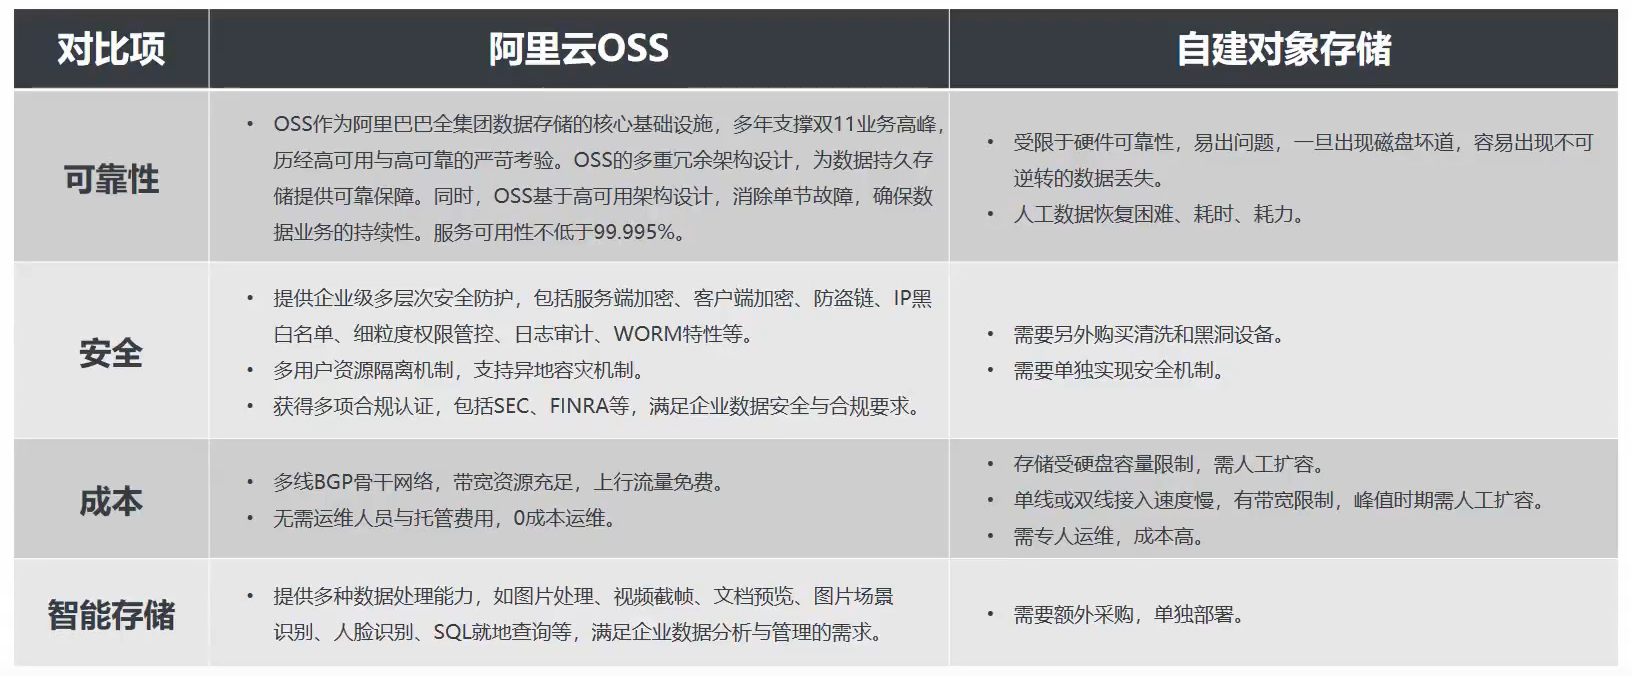 对比项
阿里云OSS
自建对象存储
可靠性
• OSS作为阿里巴巴全集团数据存储的核心基础设施，多年支撑双11业务高峰，
历经高可用与高可靠的严苛考验。OSS的多重冗余架构设计，为数据持久存
储提供可靠保障。同时，OSS基于高可用架构设计，消除单节故障，确保数
据业务的持续性。服务可用性不低于99.995%。
• 受限于硬件可靠性，易出问题，一旦出现磁盘坏道，容易出现不可
逆转的数据丢失。
• 人工数据恢复困难、耗时、耗力。
安全
• 提供企业级多层次安全防护，包括服务端加密、客户端加密、防盗链、IP黑
白名单、细粒度权限管控、日志审计、WORM特性等。
• 多用户资源隔离机制，支持异地容灾机制。
• 获得多项合规认证，包括SEC、FINRA等，满足企业数据安全与合规要求。
• 需要另外购买清洗和黑洞设备。
• 需要单独实现安全机制。
成本
• 多线BGP骨干网络，带宽资源充足，上行流量免费。
• 无需运维人员与托管费用，0成本运维。
• 存储受硬盘容量限制，需人工扩容。
• 单线或双线接入速度慢，有带宽限制，峰值时期需人工扩容。
• 需专人运维，成本高。
智能存储
• 提供多种数据处理能力，如图片处理、视频截帧、文档预览、图片场景
识别、人脸识别、SQL就地查询等，满足企业数据分析与管理的需求。
• 需要额外采购，单独部署。